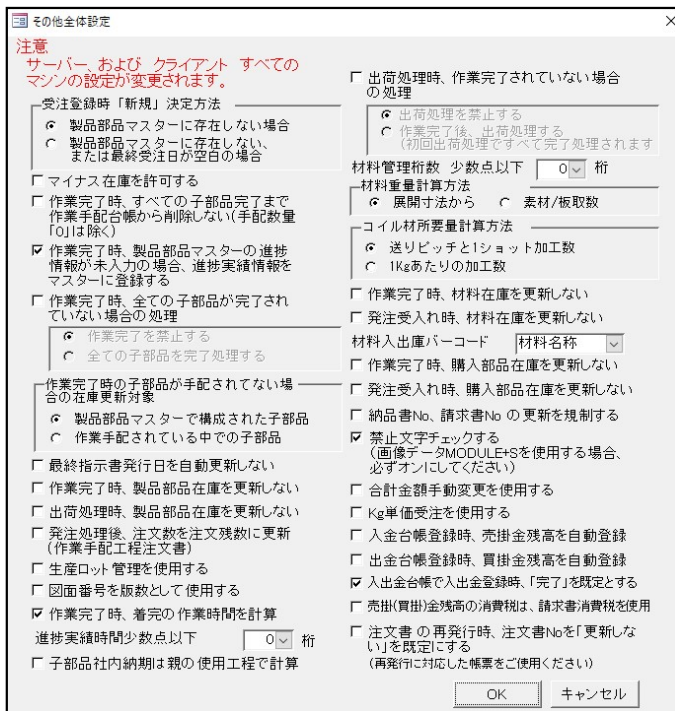 その他全体設定
注意
サーバー、および クライアント すべての
マシンの設定が変更されます。
受注登録時「新規」決定方法
製品部品マスターに存在しない場合
製品部品マスターに存在しない、
または最終受注日が空白の場合
マイナス在庫を許可する
作業完了時、すべての子部品完了まで
作業手配台帳から削除しない(手配数量
「0」は除く)
作業完了時、製品部品マスターの進捗
情報が未入力の場合、進捗実績情報を
マスターに登録する
作業完了時、全ての子部品が完了され
ていない場合の処理
作業完了を禁止する
全ての子部品を完了処理する
作業完了時の子部品が手配されてない場
合の在庫更新対象
製品部品マスターで構成された子部品
作業手配されている中での子部品
最終指示書発行日を自動更新しない
作業完了時、製品部品在庫を更新しない
出荷処理時、製品部品在庫を更新しない
発注処理後、注文数を注文残数に更新
(作業手配工程注文書)
生産ロット管理を使用する
図面番号を版数として使用する
作業完了時、着完の作業時間を計算
進捗実績時間少数点以下 0 桁
子部品社内納期は親の使用工程で計算
出荷処理時、作業完了されていない場合
の処理
出荷処理を禁止する
作業完了後、出荷処理する
(初回出荷処理ですべて完了処理されます
材料管理桁数 少数点以下 0 桁
材料重量計算方法
展開寸法から 素材/板取数
コイル材所要量計算方法
送りピッチと1ショット加工数
1Kgあたりの加工数
作業完了時、材料在庫を更新しない
発注受入れ時、材料在庫を更新しない
材料入出庫バーコード 材料名称
作業完了時、購入部品在庫を更新しない
発注受入れ時、購入部品在庫を更新しない
納品書No、請求書No の更新を規制する
禁止文字チェックする
(画像データMODULE+Sを使用する場合、
必ずオンにしてください)
合計金額手動変更を使用する
Kg単価受注を使用する
入金台帳登録時、売掛金残高を自動登録
出金台帳登録時、買掛金残高を自動登録
入出金台帳で入出金登録時、「完了」を既定とする
売掛(買掛)金残高の消費税は、請求書消費税を使用
注文書の再発行時、注文書Noを「更新しな
い」を既定にする
(再発行に対応した帳票をご使用ください)
OK キャンセル